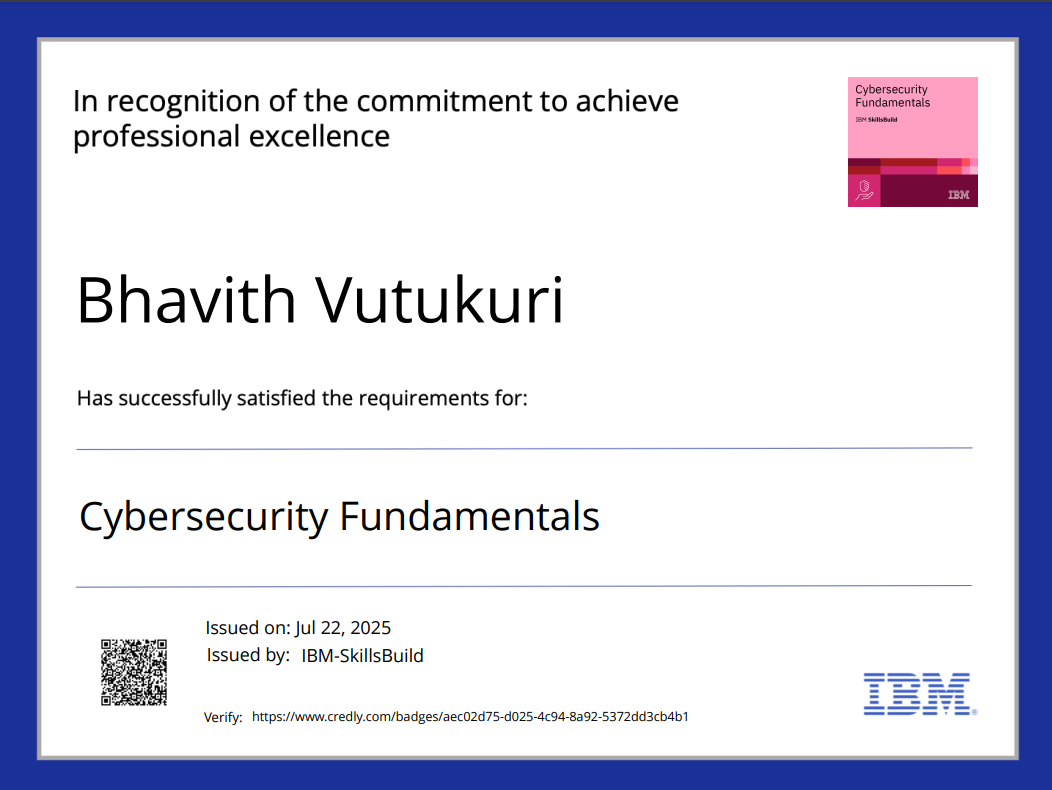 In recognition of the commitment to achieve
professional excellence
Cybersecurity
Fundamentals
IBM SkillsBuild
IBM
Bhavith Vutukuri
Has successfully satisfied the requirements for:
Cybersecurity Fundamentals
Issued on: Jul 22, 2025
Issued by: IBM-SkillsBuild
Verify: https://www.credly.com/badges/aec02d75-d025-4c94-8a92-5372dd3cb4b1
IBM®